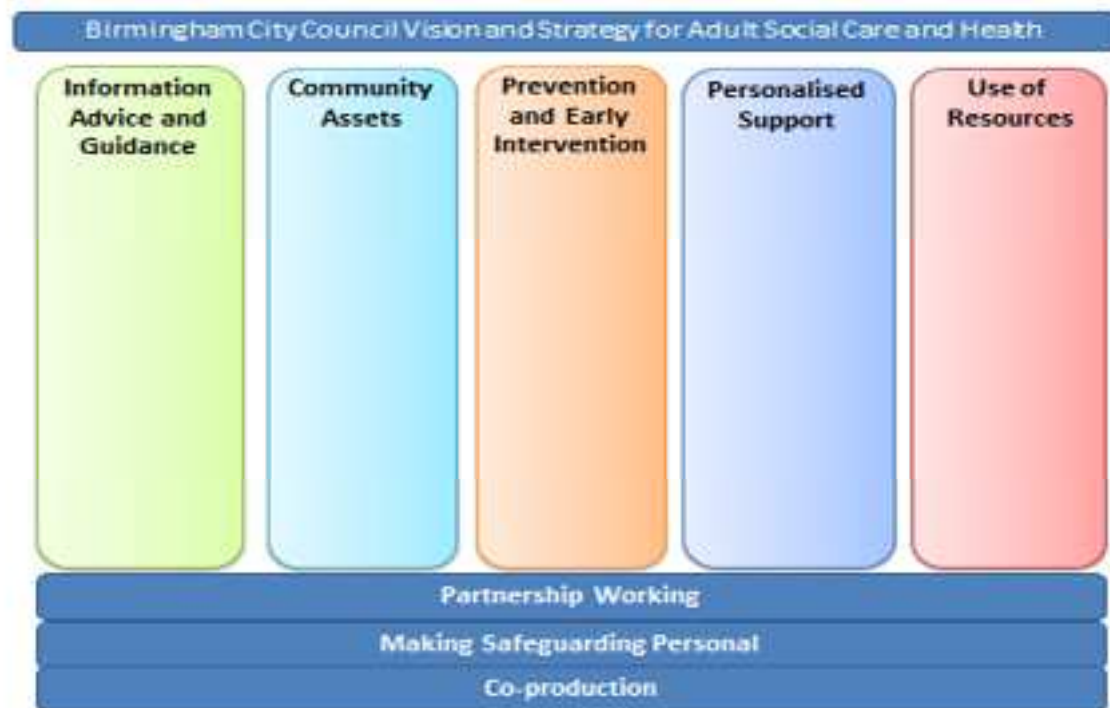 Birmingham City Council Vision and Strategy for Adult Social Care and Health
Information
Advice and
Guidance
Community
Assets
Prevention
and Early
Intervention
Personalised
Support
Use of
Resources
Partnership Working
Making Safeguarding Personal
Co-production